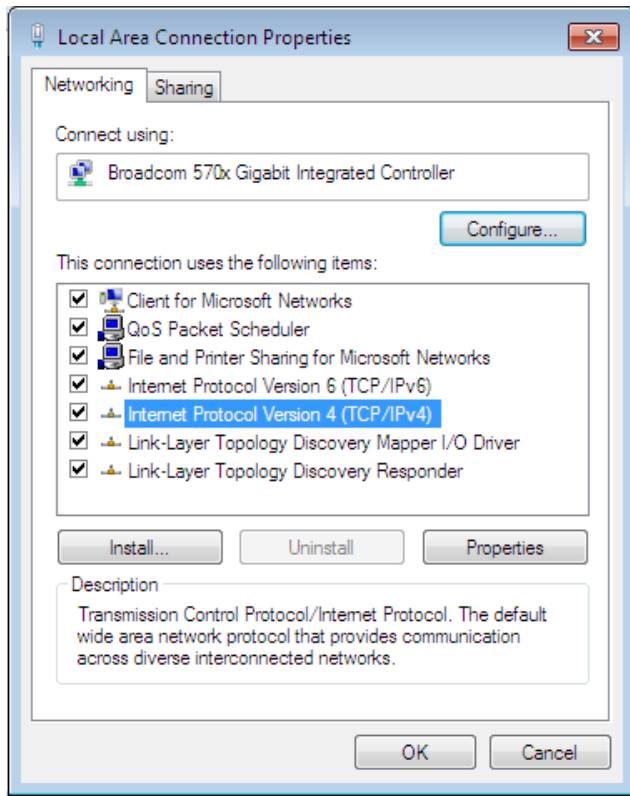 Local Area Connection Properties
Networking
Sharing
Connect using:
Broadcom 570x Gigabit Integrated Controller
Configure...
This connection uses the following items:
Client for Microsoft Networks
QoS Packet Scheduler
File and Printer Sharing for Microsoft Networks
Internet Protocol Version 6 (TCP/IPv6)
Internet Protocol Version 4 (TCP/IPv4)
Link-Layer Topology Discovery Mapper I/O Driver
Link-Layer Topology Discovery Responder
Install...
Uninstall
Properties
Description
Transmission Control Protocol/Internet Protocol. The default
wide area network protocol that provides communication
across diverse interconnected networks.
OK
Cancel